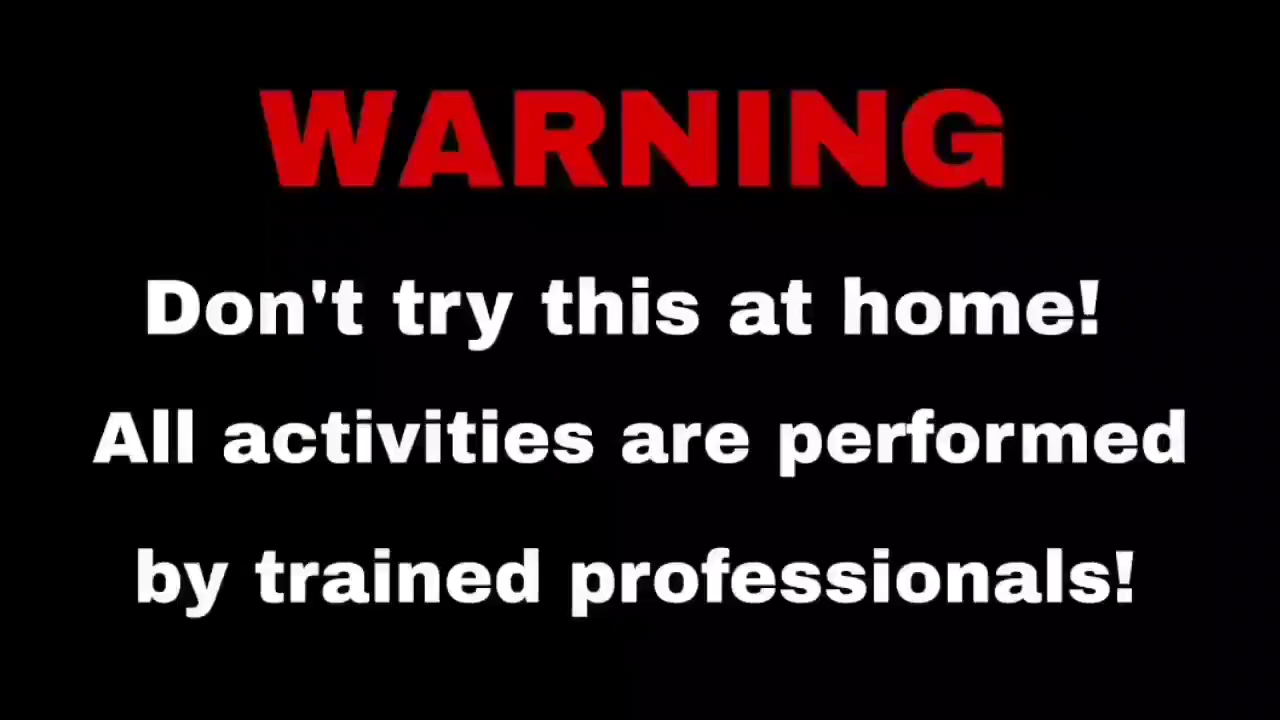 WARNING
Don't try this at home!
All activities are performed
by trained professionals!